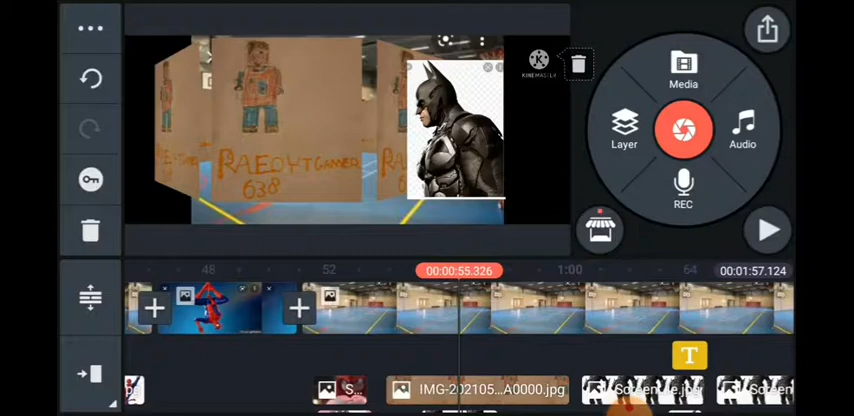 KINEMASTER
RAEOYTGAMER
638
Media
Layer
Audio
REC
48
52
00:00:55.326
1:00
64
00:01:57.124
T
S...
IMG-202105...A0000.jpg